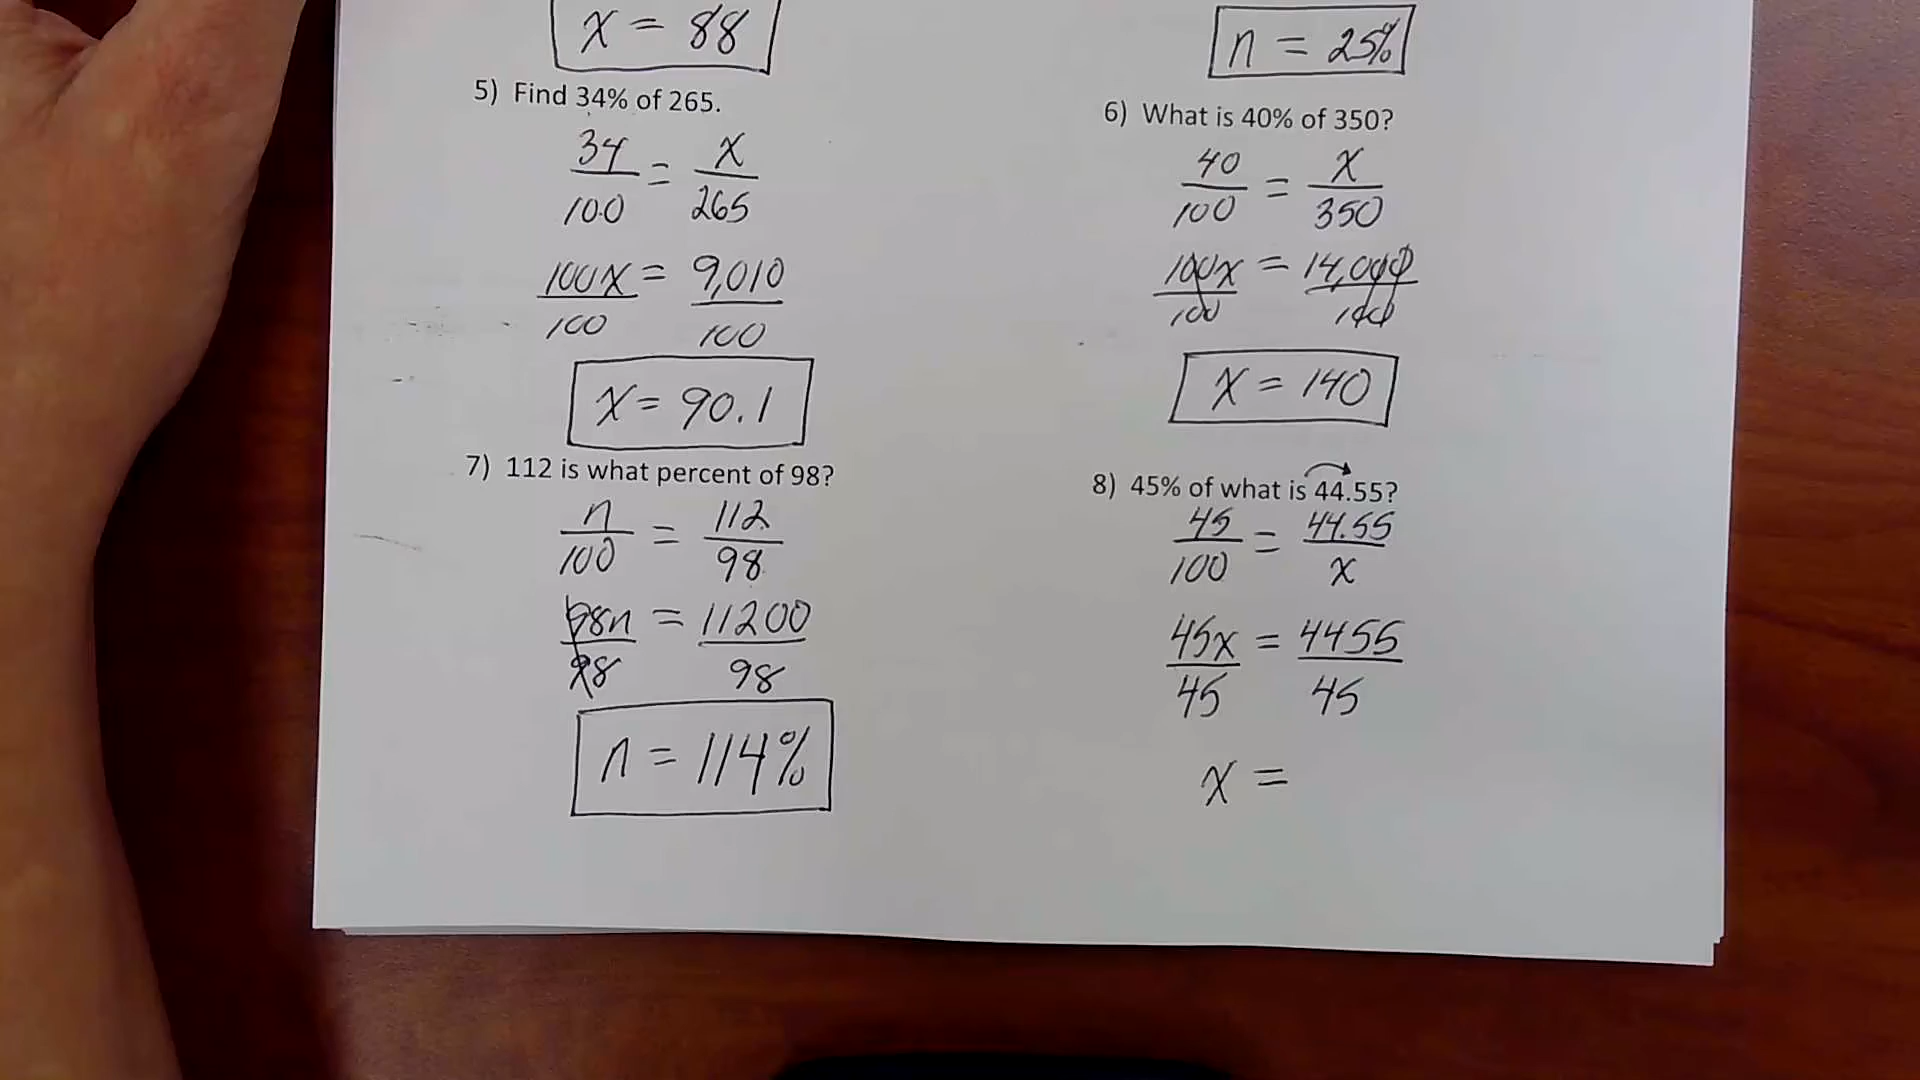 x = 88
n = 25%
5) Find 34% of 265.
34/100 = x/265
100x/100 = 9,010/100
x = 90.1
6) What is 40% of 350?
40/100 = x/350
100x/100 = 14,000/100
x = 140
7) 112 is what percent of 98?
n/100 = 112/98
98n/98 = 11200/98
n = 114%
8) 45% of what is 44.55?
45/100 = 44.55/x
45x/45 = 4455/45
x =